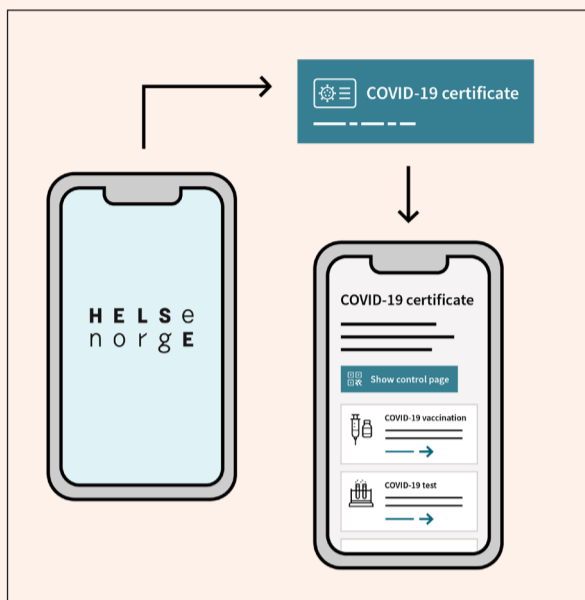 COVID-19 certificate
HELSe
norgE
COVID-19 certificate
Show control page
COVID-19 vaccination
COVID-19 test